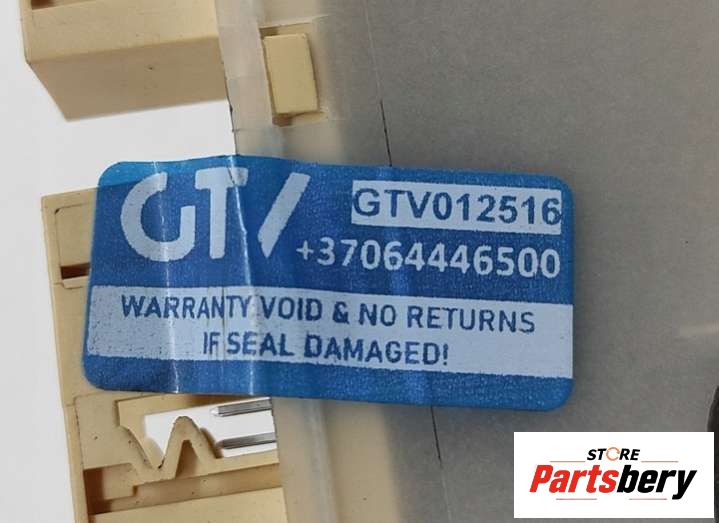 GTV
GTV012516
+37064446500
WARRANTY VOID & NO RETURNS
IF SEAL DAMAGED!
STORE
Partsbery